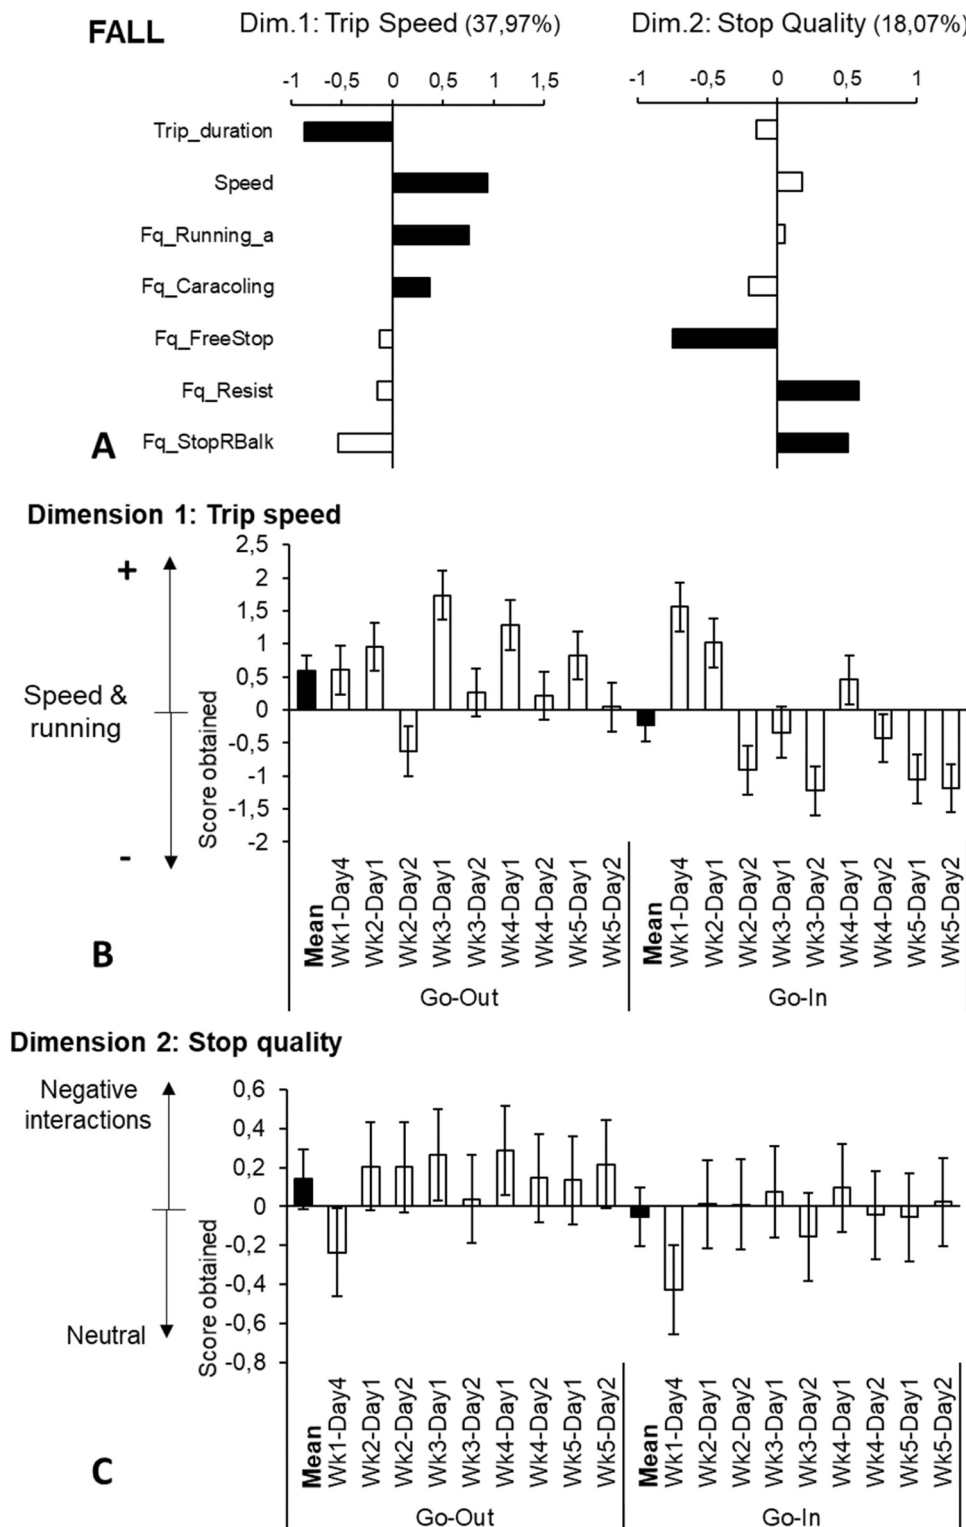 FALL
Dim.1: Trip Speed (37,97%)
Dim.2: Stop Quality (18,07%)
-1 -0,5 0 0,5 1 1,5
-1 -0,5 0 0,5 1
Trip_duration
Speed
Fq_Running_a
Fq_Caracoling
Fq_FreeStop
Fq_Resist
Fq_StopRBalk
A
Dimension 1: Trip speed
+
Speed &
running
-
Score obtained
2,5
2
1,5
1
0,5
0
-0,5
-1
-1,5
-2
Mean
Wk1-Day4
Wk2-Day1
Wk2-Day2
Wk3-Day1
Wk3-Day2
Wk4-Day1
Wk4-Day2
Wk5-Day1
Wk5-Day2
Mean
Wk1-Day4
Wk2-Day1
Wk2-Day2
Wk3-Day1
Wk3-Day2
Wk4-Day1
Wk4-Day2
Wk5-Day1
Wk5-Day2
Go-Out
Go-In
B
Dimension 2: Stop quality
Negative
interactions
Neutral
Score obtained
0,6
0,4
0,2
0
-0,2
-0,4
-0,6
-0,8
Mean
Wk1-Day4
Wk2-Day1
Wk2-Day2
Wk3-Day1
Wk3-Day2
Wk4-Day1
Wk4-Day2
Wk5-Day1
Wk5-Day2
Mean
Wk1-Day4
Wk2-Day1
Wk2-Day2
Wk3-Day1
Wk3-Day2
Wk4-Day1
Wk4-Day2
Wk5-Day1
Wk5-Day2
Go-Out
Go-In
C